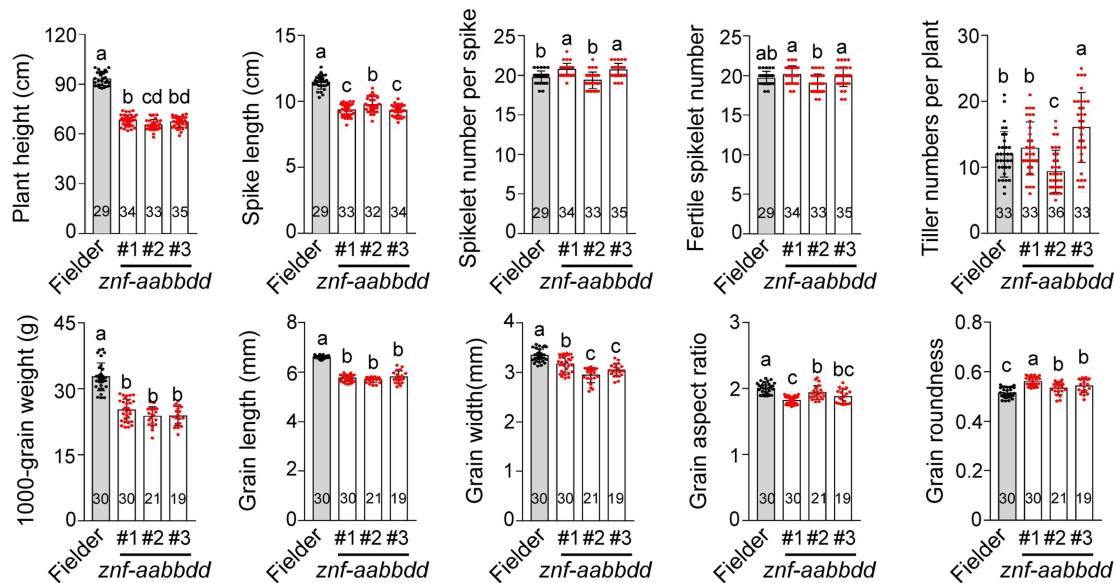 Plant height (cm)
120
90
60
30
0
a
b
cd
bd
29
34
33
35
Fielder
#1
#2
#3
znf-aabbdd
Spike length (cm)
15
10
5
0
a
c
b
c
29
33
32
34
Fielder
#1
#2
#3
znf-aabbdd
Spikelet number per spike
25
20
15
10
5
0
b
a
b
a
29
34
33
35
Fielder
#1
#2
#3
znf-aabbdd
Fertile spikelet number
25
20
15
10
5
0
ab
a
b
a
29
34
33
35
Fielder
#1
#2
#3
znf-aabbdd
Tiller numbers per plant
30
20
10
0
b
b
c
a
33
33
36
33
Fielder
#1
#2
#3
znf-aabbdd
1000-grain weight (g)
45
30
15
0
a
b
b
b
30
30
21
19
Fielder
#1
#2
#3
znf-aabbdd
Grain length (mm)
8
6
4
2
0
a
b
b
b
30
30
21
19
Fielder
#1
#2
#3
znf-aabbdd
Grain width(mm)
4
3
2
1
0
a
b
c
c
30
30
21
19
Fielder
#1
#2
#3
znf-aabbdd
Grain aspect ratio
3
2
1
0
a
c
b
bc
30
30
21
19
Fielder
#1
#2
#3
znf-aabbdd
Grain roundness
0.8
0.6
0.4
0.2
0
c
a
b
b
30
30
21
19
Fielder
#1
#2
#3
znf-aabbdd